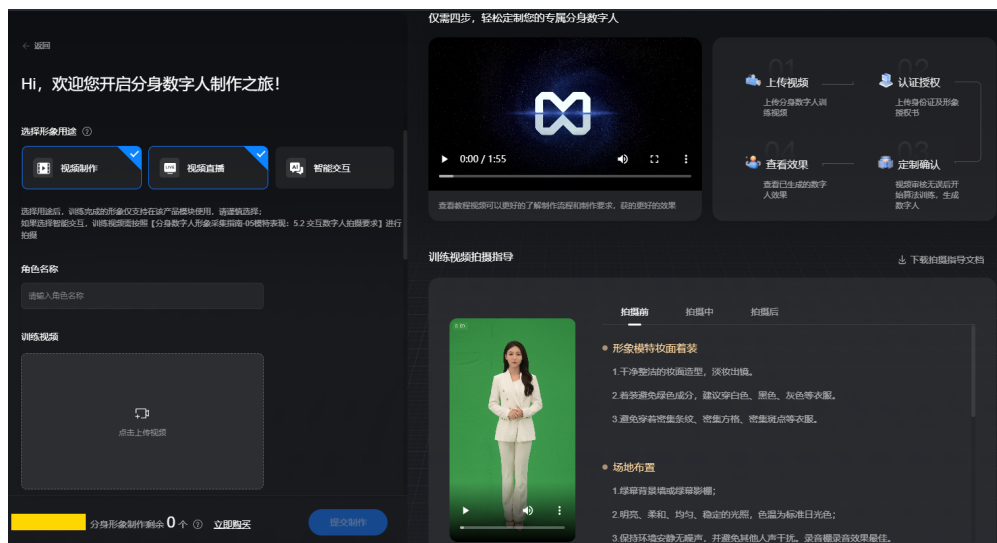 ← 返回
Hi，欢迎您开启分身数字人制作之旅！
选择形象用途
视频制作
LIVE
视频直播
AI
智能交互
选择用途后，训练完成的形象仅支持在该产品模块使用，请谨慎选择；
如果选择智能交互，训练视频需按照【分身数字人形象采集指南-05模特表现：5.2 交互数字人拍摄要求】进行
拍摄
角色名称
请输入角色名称
训练视频
点击上传视频
分身形象制作剩余 0 个
立即购买
提交制作
仅需四步，轻松定制您的专属分身数字人
0:00 / 1:55
查看教程视频可以更好的了解制作流程和制作要求，获的更好的效果
01
上传视频
上传分身数字人训
练视频
02
认证授权
上传身份证及形象
授权书
04
查看效果
查看已生成的数字
人效果
03
定制确认
视频审核无误后开
始算法训练，生成
数字人
训练视频拍摄指导
下载拍摄指导文档
拍摄前
拍摄中
拍摄后
形象模特妆面着装
1.干净整洁的妆面造型，淡妆出镜。
2.着装避免绿色成分，建议穿白色、黑色、灰色等衣服。
3.避免穿着密集条纹、密集方格、密集斑点等衣服。
场地布置
1.绿幕背景墙或绿幕影棚；
2.明亮、柔和、均匀、稳定的光照，色温为标准日光色；
3.保持环境安静无噪声，并避免其他人声干扰。录音棚录音效果最佳。